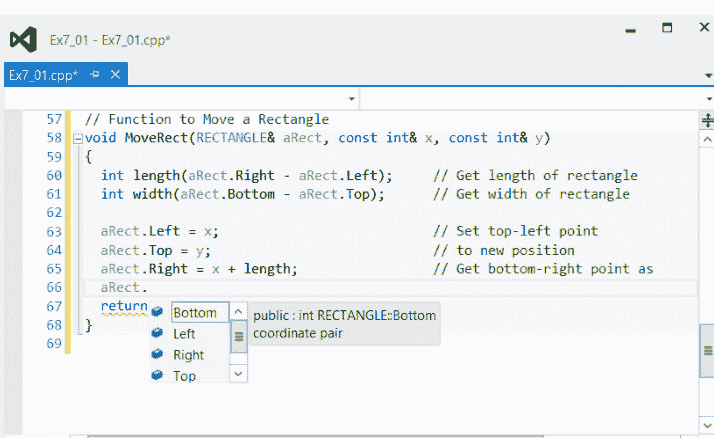 Ex7_01 - Ex7_01.cpp*
Ex7_01.cpp*
57 // Function to Move a Rectangle
58 void MoveRect(RECTANGLE& aRect, const int& x, const int& y)
59 {
60 int length(aRect.Right - aRect.Left); // Get length of rectangle
61 int width(aRect.Bottom - aRect.Top); // Get width of rectangle
62
63 aRect.Left = x; // Set top-left point
64 aRect.Top = y; // to new position
65 aRect.Right = x + length; // Get bottom-right point as
66 aRect.
67 return
68 }
69
Bottom
Left
Right
Top
public : int RECTANGLE::Bottom
coordinate pair